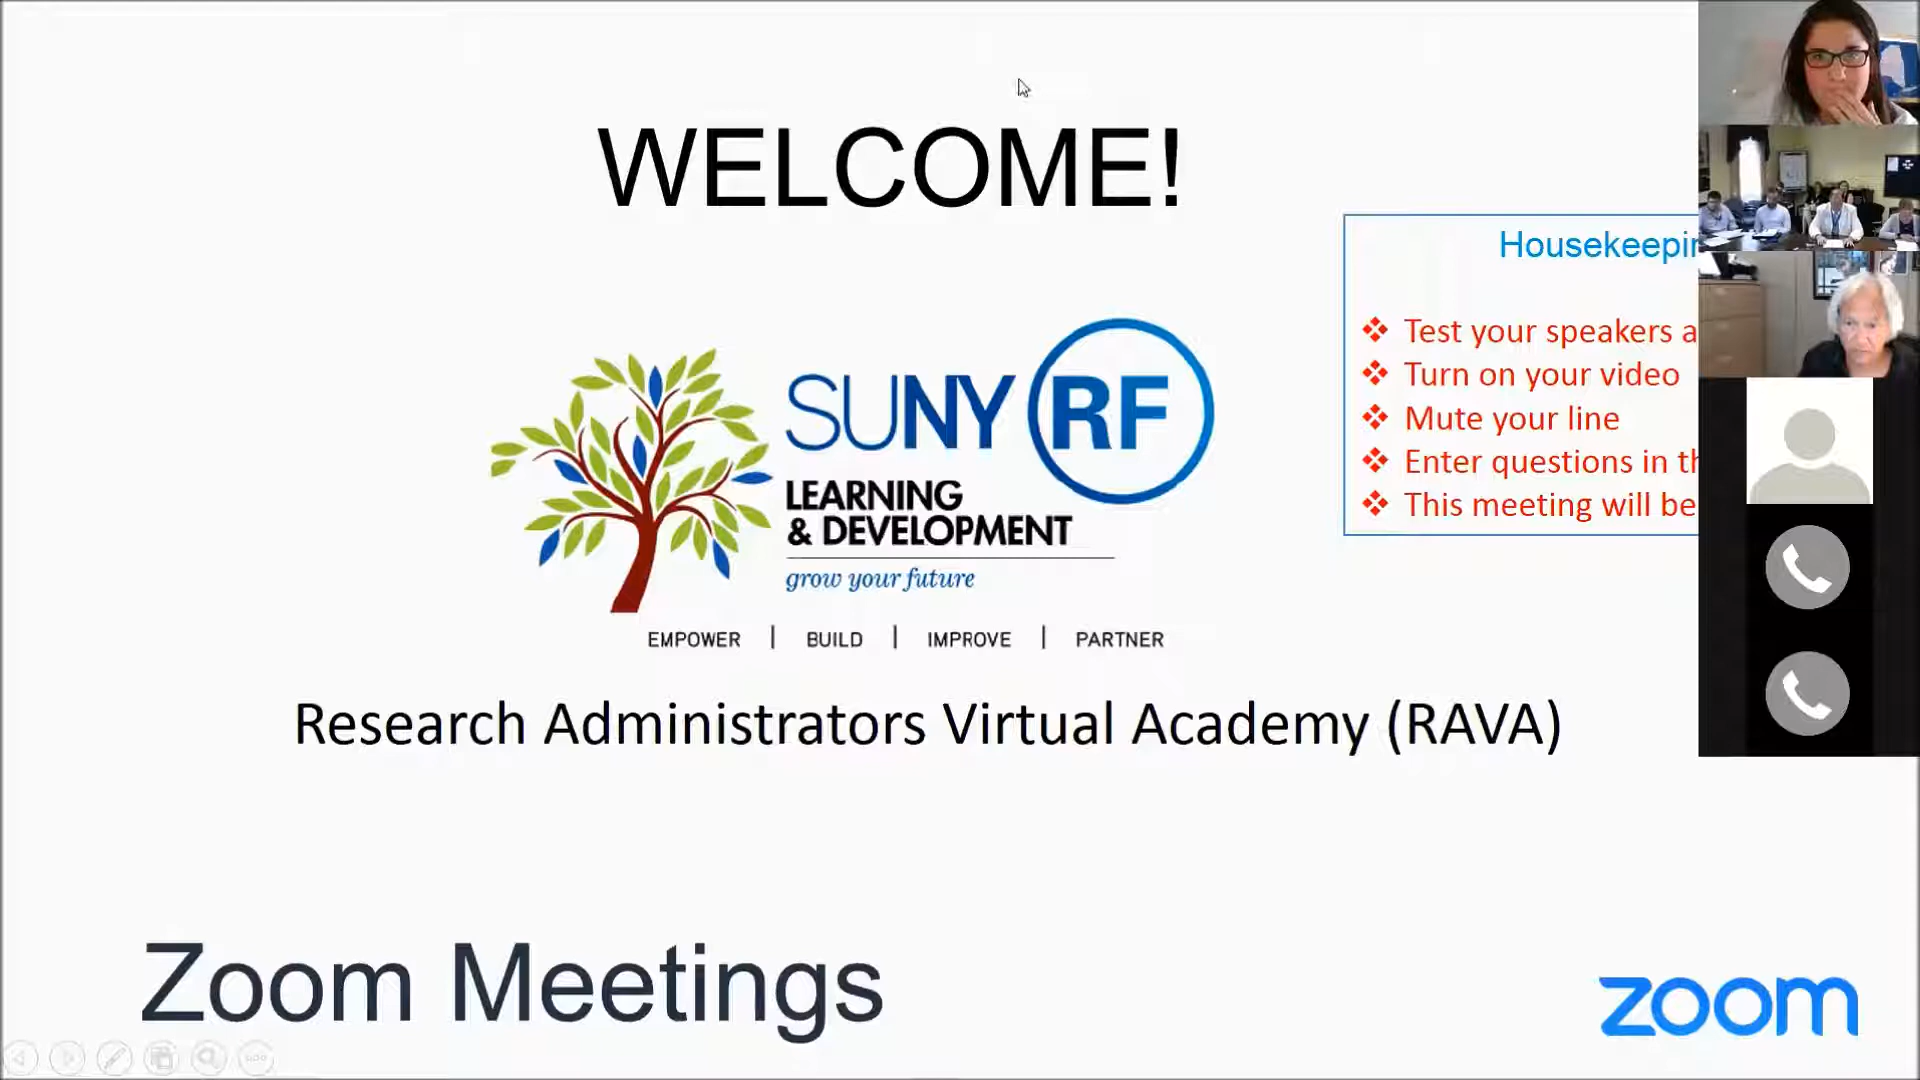 WELCOME!
Housekeepin
Test your speakers a
Turn on your video
Mute your line
Enter questions in th
This meeting will be
SUNY RF
LEARNING
& DEVELOPMENT
grow your future
EMPOWER | BUILD | IMPROVE | PARTNER
Research Administrators Virtual Academy (RAVA)
Zoom Meetings
zoom